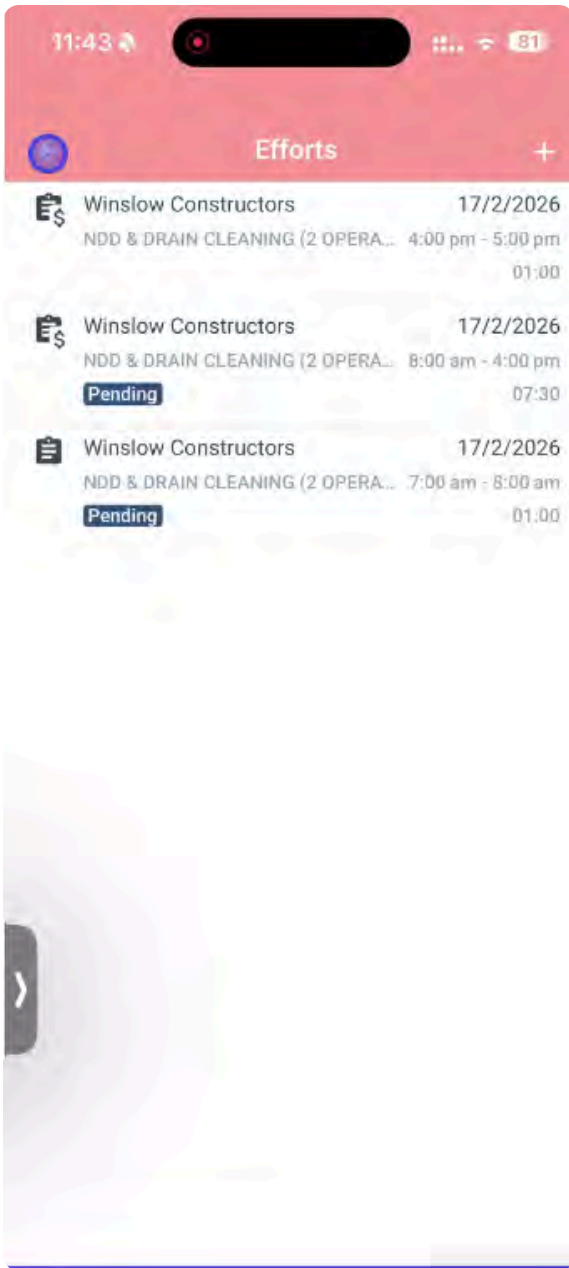 11:43
81
Efforts
+
Winslow Constructors 17/2/2026
NDD & DRAIN CLEANING (2 OPERA... 4:00 pm - 5:00 pm
01:00
Winslow Constructors 17/2/2026
NDD & DRAIN CLEANING (2 OPERA... 8:00 am - 4:00 pm
Pending 07:30
Winslow Constructors 17/2/2026
NDD & DRAIN CLEANING (2 OPERA... 7:00 am - 8:00 am
Pending 01:00